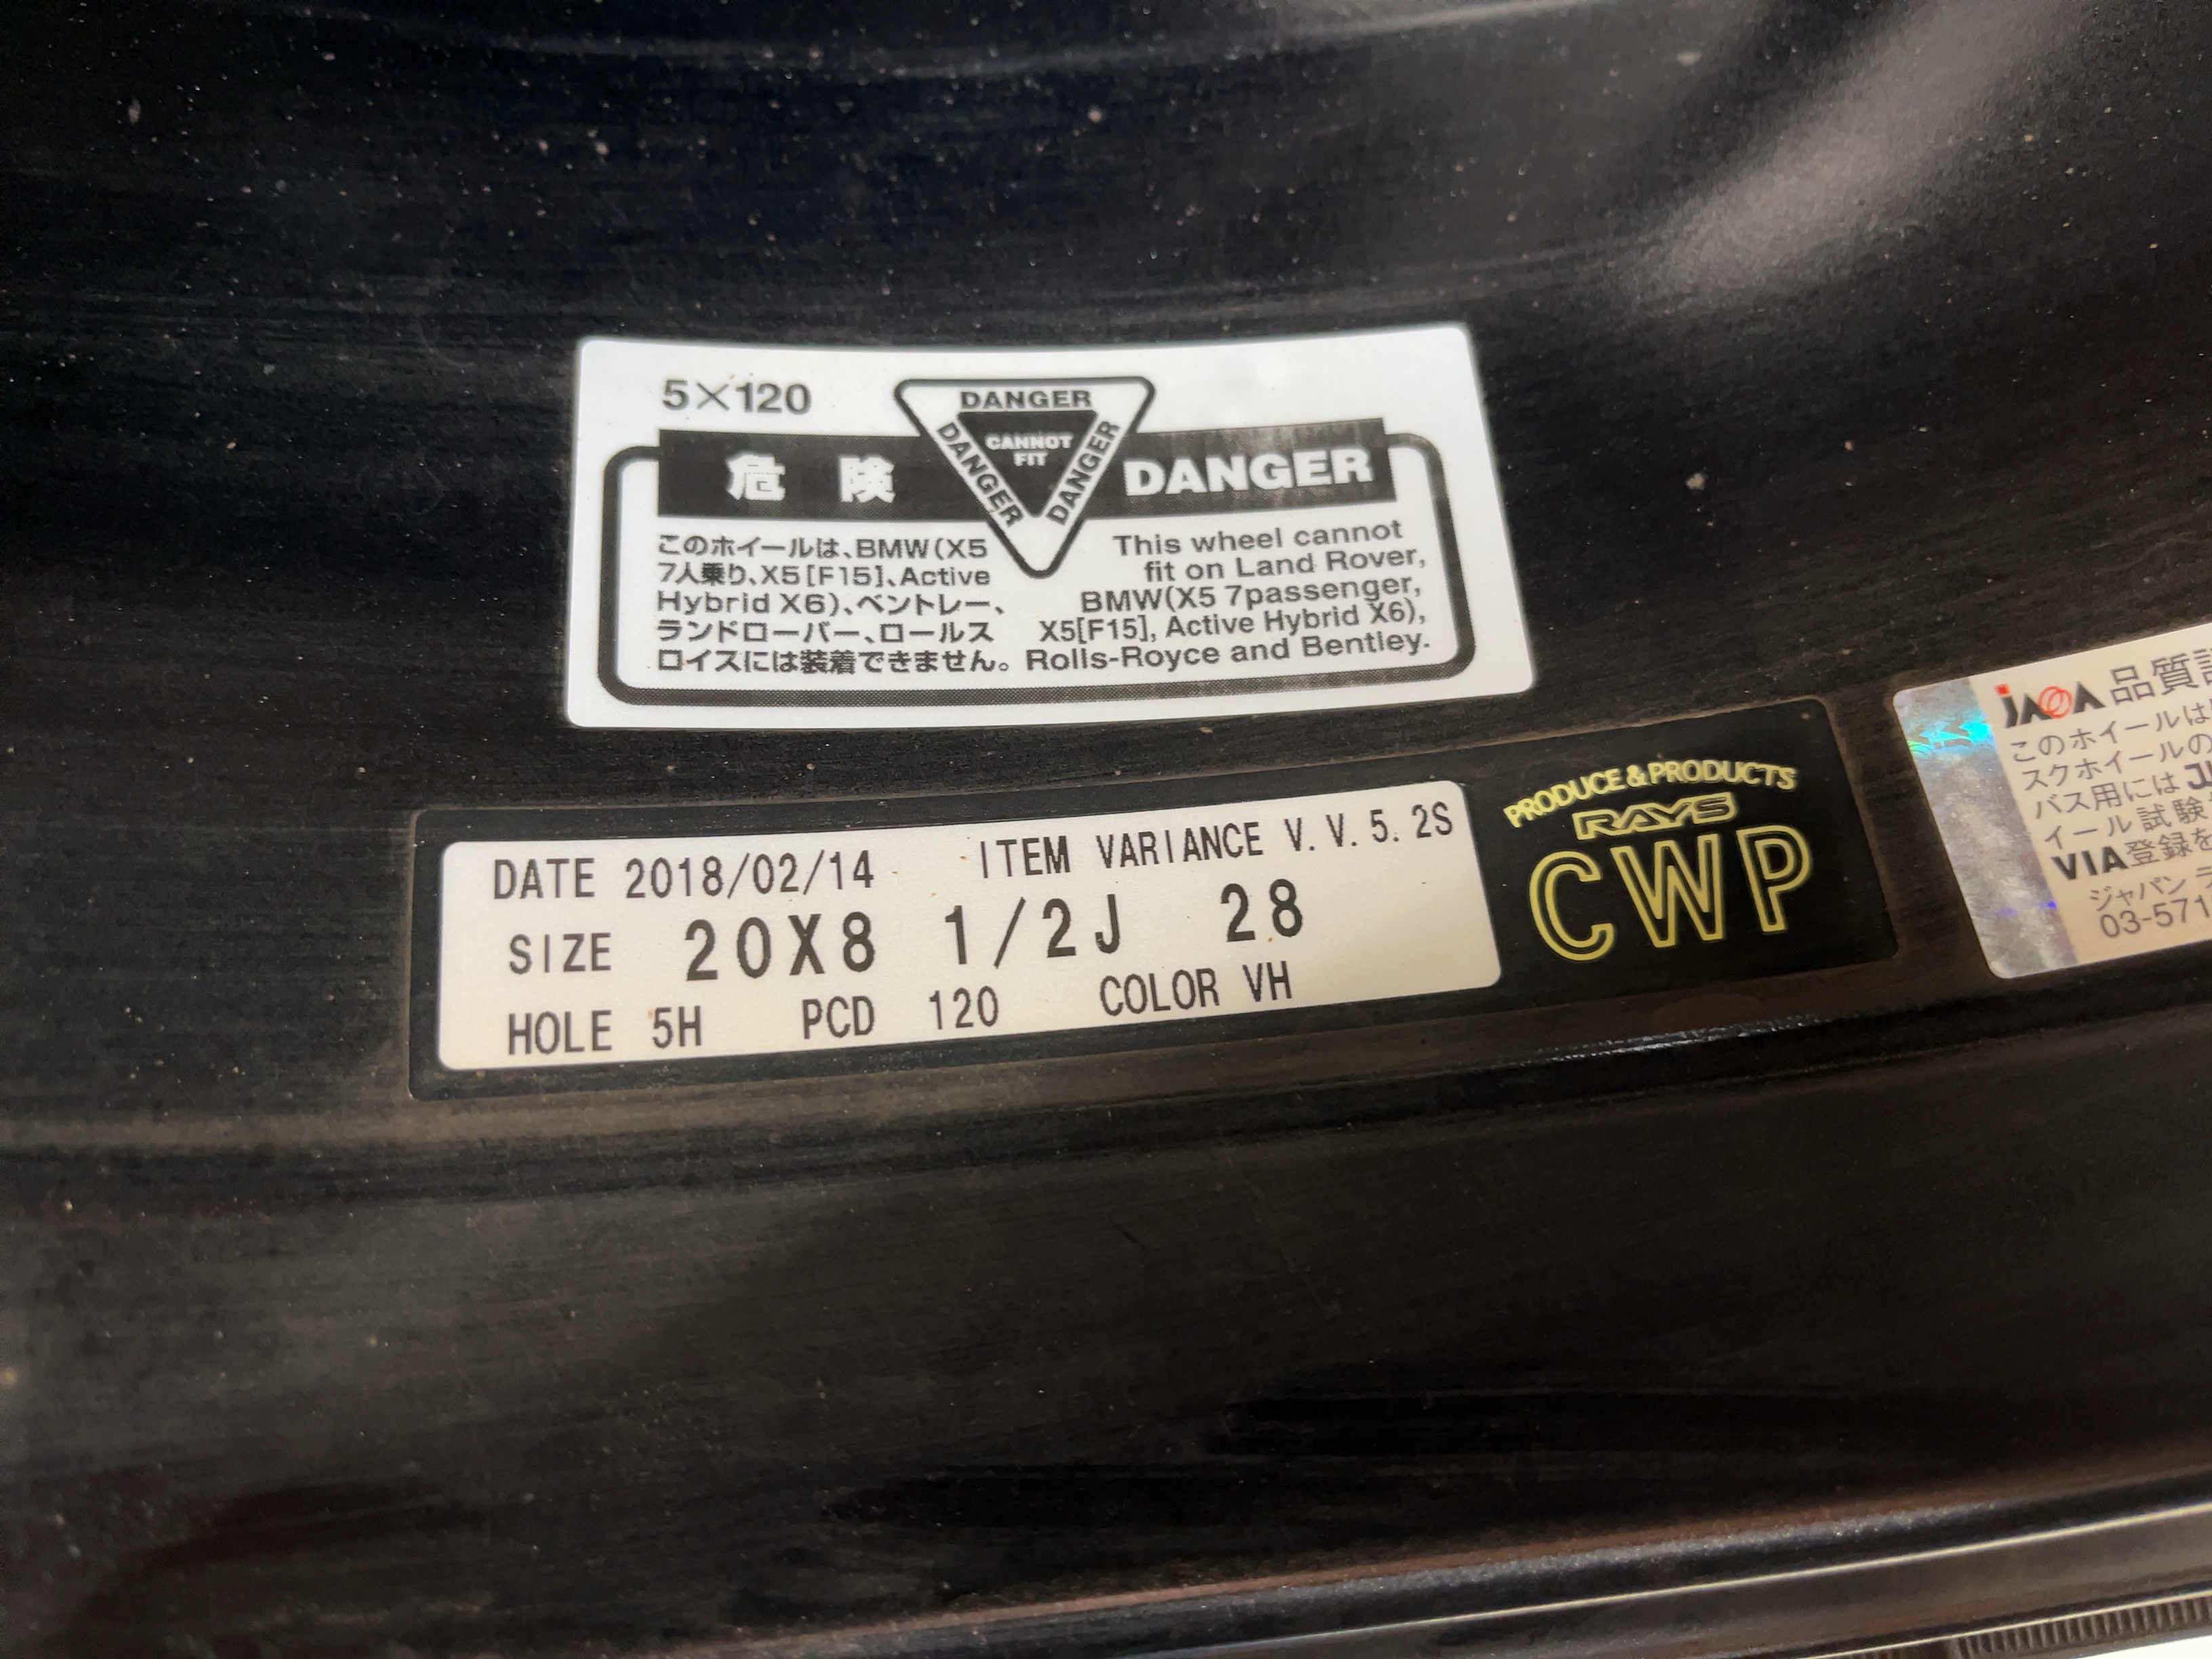 5×120
DANGER
DANGER
DANGER
CANNOT
FIT
危険
DANGER
このホイールは、BMW(X5
7人乗り、X5[F15]、Active
Hybrid X6)、ベントレー、
ランドローバー、ロールス
ロイスには装着できません。
This wheel cannot
fit on Land Rover,
BMW(X5 7passenger,
X5[F15], Active Hybrid X6),
Rolls-Royce and Bentley.
DATE 2018/02/14 ITEM VARIANCE V.V.5.2S
SIZE 20X8 1/2J 28
HOLE 5H PCD 120 COLOR VH
PRODUCE & PRODUCTS
RAYS
CWP
JAWA 品質
このホイールは
スクホイールの
バス用には
イール試験
VIA登録を
ジャパン
03-571